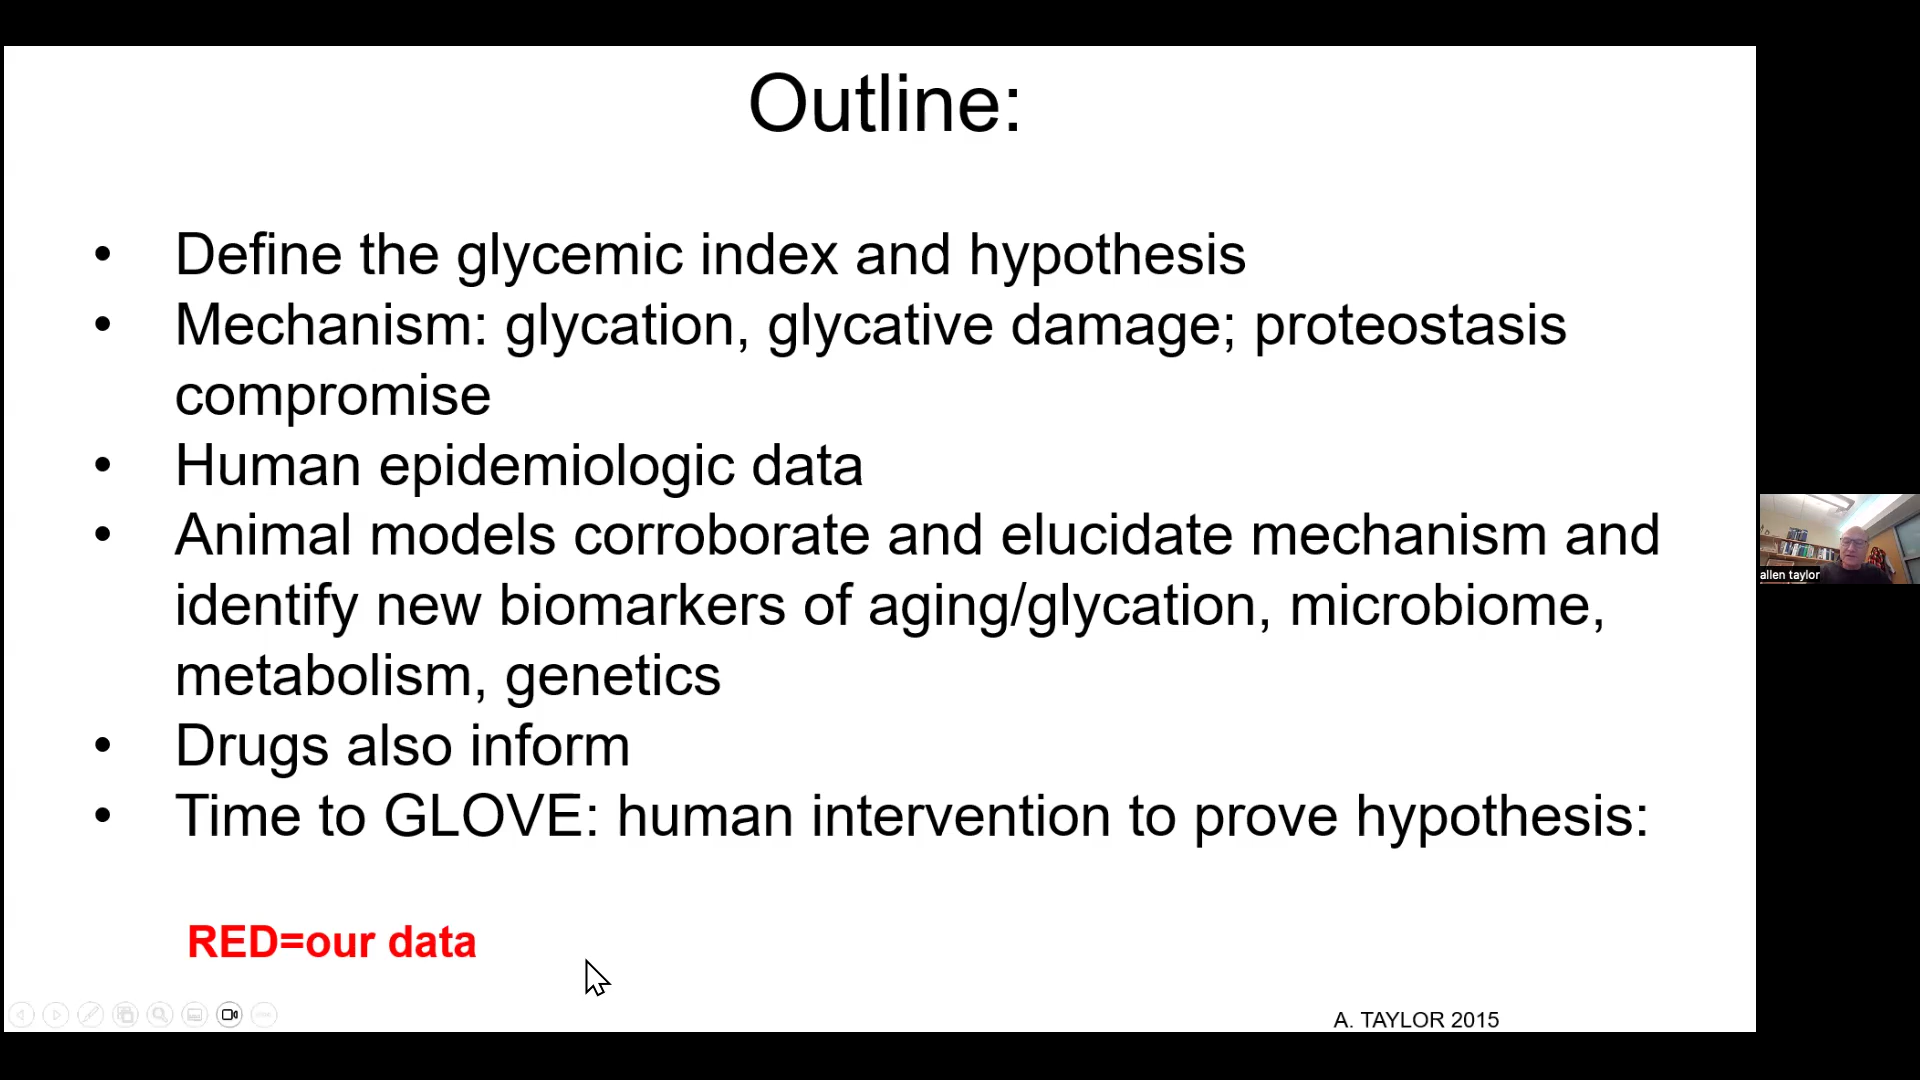 Outline:
• Define the glycemic index and hypothesis
• Mechanism: glycation, glycative damage; proteostasis
compromise
• Human epidemiologic data
• Animal models corroborate and elucidate mechanism and
identify new biomarkers of aging/glycation, microbiome,
metabolism, genetics
• Drugs also inform
• Time to GLOVE: human intervention to prove hypothesis:
RED=our data
A. TAYLOR 2015
allen taylor